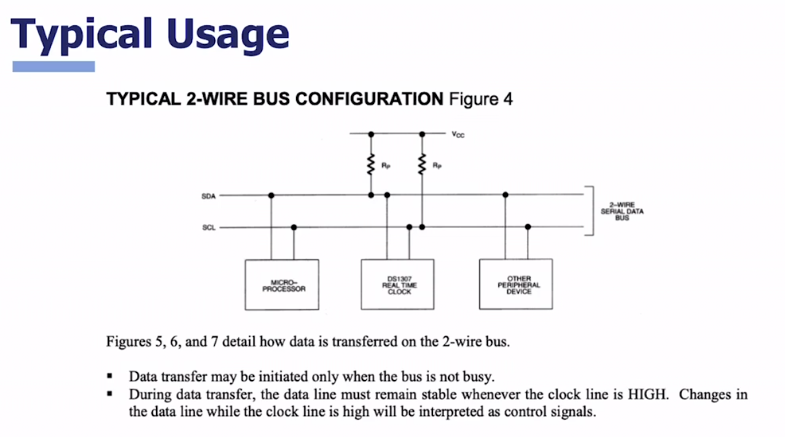 Typical Usage
TYPICAL 2-WIRE BUS CONFIGURATION Figure 4
VCC
RP
RP
SDA
SCL
2-WIRE
SERIAL DATA
BUS
MICRO-
PROCESSOR
DS1307
REAL TIME
CLOCK
OTHER
PERIPHERAL
DEVICE
Figures 5, 6, and 7 detail how data is transferred on the 2-wire bus.
▪ Data transfer may be initiated only when the bus is not busy.
▪ During data transfer, the data line must remain stable whenever the clock line is HIGH. Changes in
the data line while the clock line is high will be interpreted as control signals.